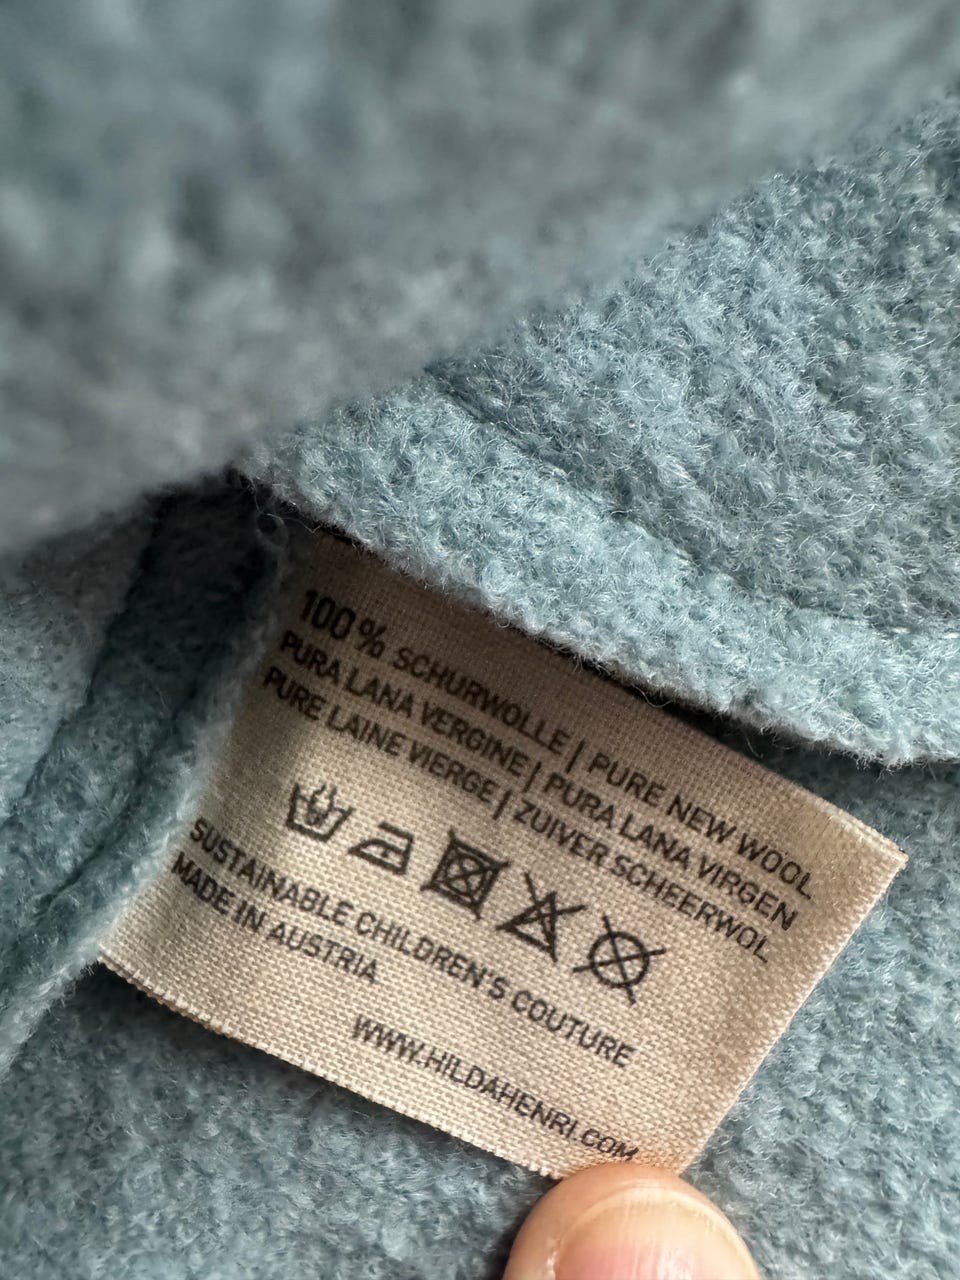 100% SCHURWOLLE | PURE NEW WOOL
PURA LANA VERGINE | PURA LANA VIRGEN
PURE LAINE VIERGE | ZUIVER SCHEERWOL
SUSTAINABLE CHILDREN'S COUTURE
MADE IN AUSTRIA
WWW.HILDAHENRI.COM